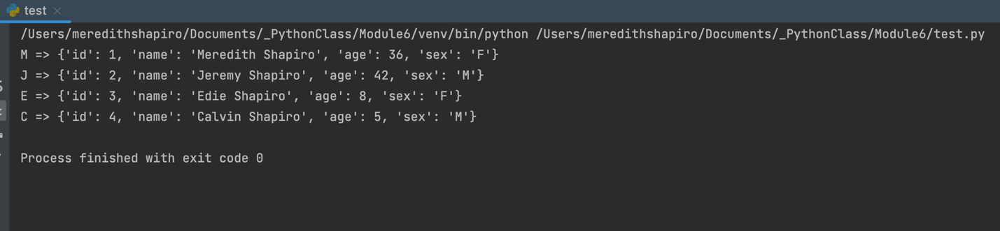 test
/Users/meredithshapiro/Documents/_PythonClass/Module6/venv/bin/python /Users/meredithshapiro/Documents/_PythonClass/Module6/test.py
M => {'id': 1, 'name': 'Meredith Shapiro', 'age': 36, 'sex': 'F'}
J => {'id': 2, 'name': 'Jeremy Shapiro', 'age': 42, 'sex': 'M'}
E => {'id': 3, 'name': 'Edie Shapiro', 'age': 8, 'sex': 'F'}
C => {'id': 4, 'name': 'Calvin Shapiro', 'age': 5, 'sex': 'M'}
Process finished with exit code 0